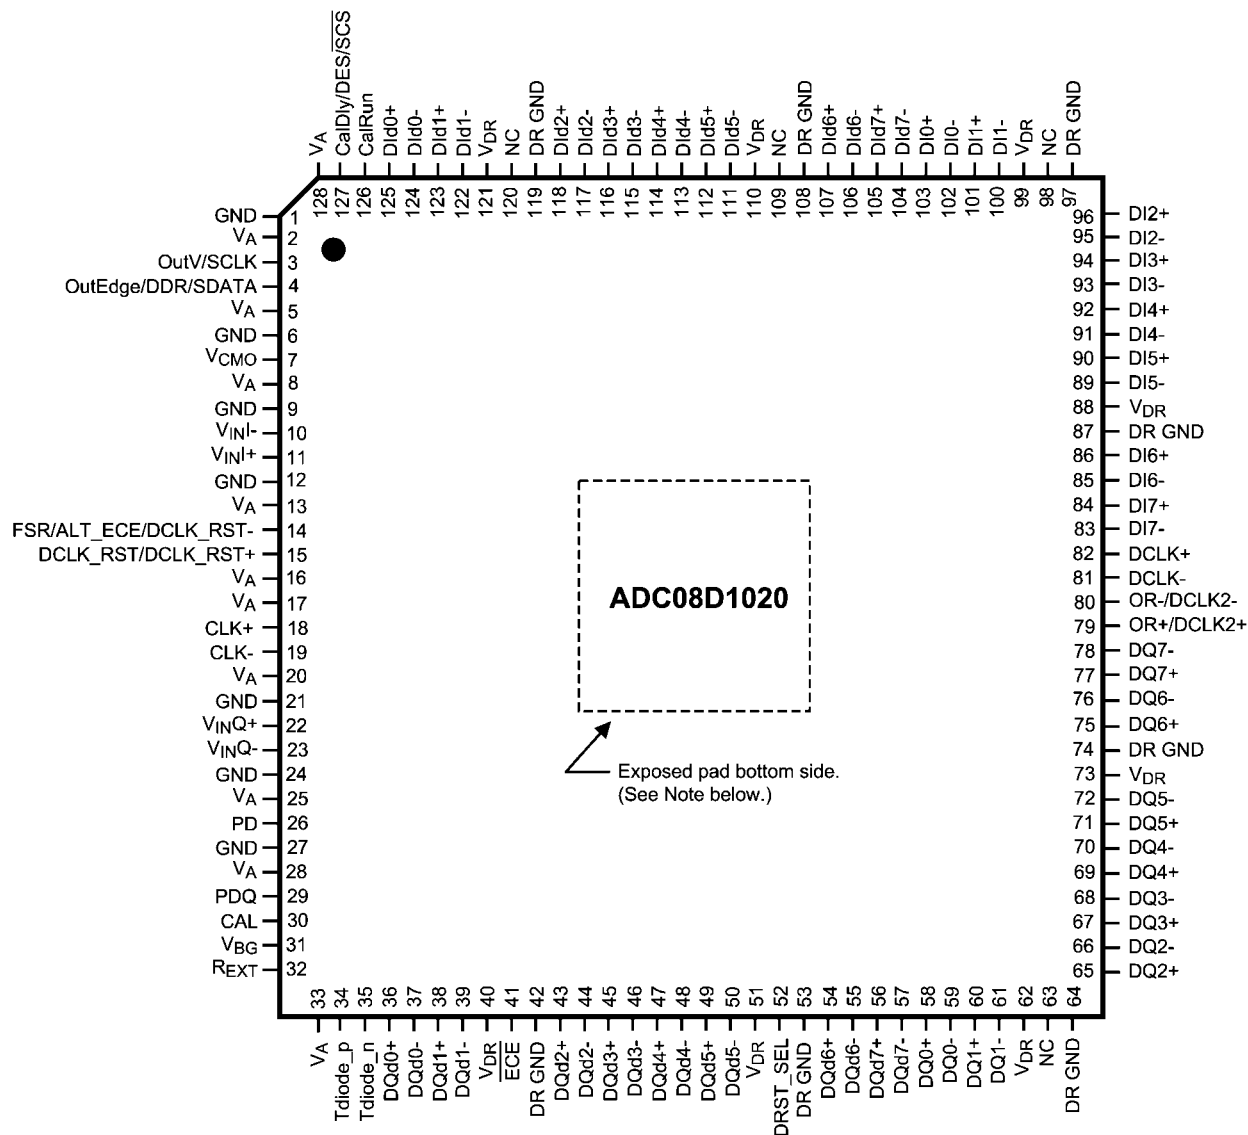 VA
CalDly/DES/SCS
CalRun
DId0+
DId0-
DId1+
DId1-
VDR
NC
DR GND
DId2+
DId2-
DId3+
DId3-
DId4+
DId4-
DId5+
DId5-
VDR
NC
DR GND
DId6+
DId6-
DId7+
DId7-
DI0+
DI0-
DI1+
DI1-
VDR
NC
DR GND
128
127
126
125
124
123
122
121
120
119
118
117
116
115
114
113
112
111
110
109
108
107
106
105
104
103
102
101
100
99
98
97
GND 1
VA 2
OutV/SCLK 3
OutEdge/DDR/SDATA 4
VA 5
GND 6
VCMO 7
VA 8
GND 9
VINI- 10
VINI+ 11
GND 12
VA 13
FSR/ALT_ECE/DCLK_RST- 14
DCLK_RST/DCLK_RST+ 15
VA 16
VA 17
CLK+ 18
CLK- 19
VA 20
GND 21
VINQ+ 22
VINQ- 23
GND 24
VA 25
PD 26
GND 27
VA 28
PDQ 29
CAL 30
VBG 31
REXT 32
ADC08D1020
Exposed pad bottom side.
(See Note below.)
96 DI2+
95 DI2-
94 DI3+
93 DI3-
92 DI4+
91 DI4-
90 DI5+
89 DI5-
88 VDR
87 DR GND
86 DI6+
85 DI6-
84 DI7+
83 DI7-
82 DCLK+
81 DCLK-
80 OR-/DCLK2-
79 OR+/DCLK2+
78 DQ7-
77 DQ7+
76 DQ6-
75 DQ6+
74 DR GND
73 VDR
72 DQ5-
71 DQ5+
70 DQ4-
69 DQ4+
68 DQ3-
67 DQ3+
66 DQ2-
65 DQ2+
33
34
35
36
37
38
39
40
41
42
43
44
45
46
47
48
49
50
51
52
53
54
55
56
57
58
59
60
61
62
63
64
VA
Tdiode_p
Tdiode_n
DQd0+
DQd0-
DQd1+
DQd1-
VDR
ECE
DR GND
DQd2+
DQd2-
DQd3+
DQd3-
DQd4+
DQd4-
DQd5+
DQd5-
VDR
DRST_SEL
DR GND
DQd6+
DQd6-
DQd7+
DQd7-
DQ0+
DQ0-
DQ1+
DQ1-
VDR
NC
DR GND